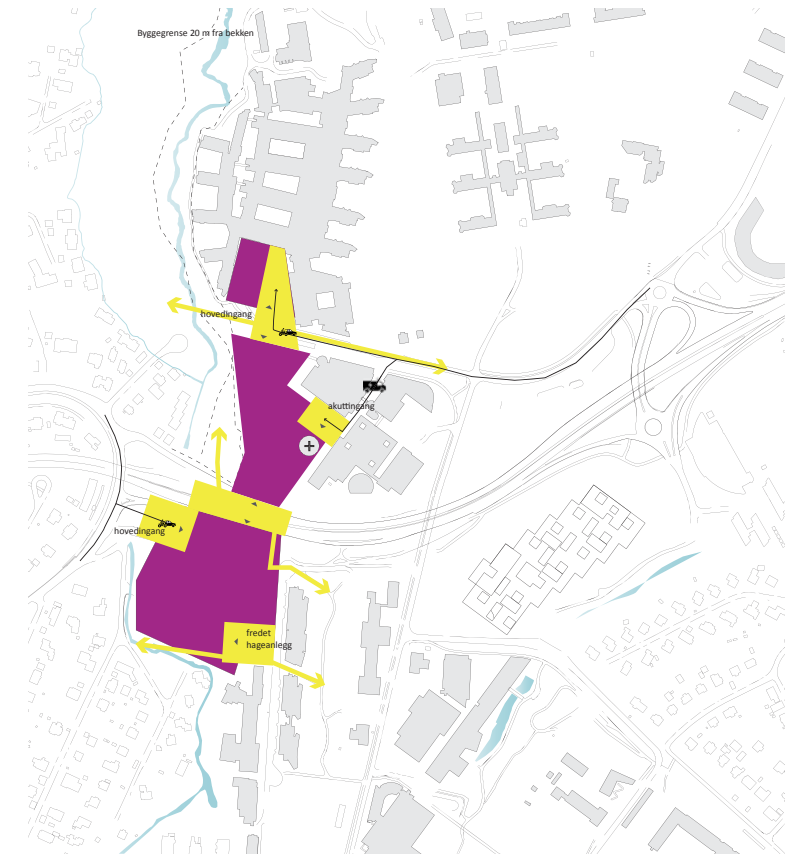 Byggegrense 20 m fra bekken
hovedingang
akuttingang
hovedingang
fredet
hageanlegg